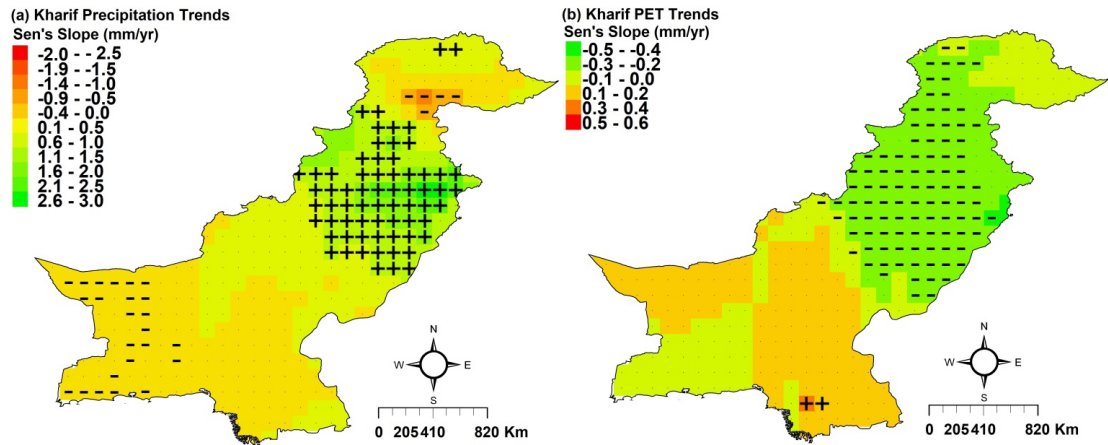 (a) Kharif Precipitation Trends
Sen's Slope (mm/yr)
-2.0 - - 2.5
-1.9 - -1.5
-1.4 - -1.0
-0.9 - -0.5
-0.4 - 0.0
0.1 - 0.5
0.6 - 1.0
1.1 - 1.5
1.6 - 2.0
2.1 - 2.5
2.6 - 3.0
N
W E
S
0 205 410 820 Km
(b) Kharif PET Trends
Sen's Slope (mm/yr)
-0.5 - -0.4
-0.3 - -0.2
-0.1 - 0.0
0.1 - 0.2
0.3 - 0.4
0.5 - 0.6
N
W E
S
0 205 410 820 Km